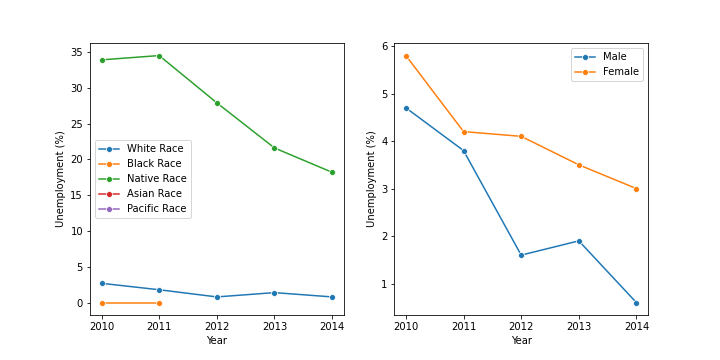 35
30
25
20
15
10
5
0
Unemployment (%)
White Race
Black Race
Native Race
Asian Race
Pacific Race
2010 2011 2012 2013 2014
Year
6
5
4
3
2
1
Unemployment (%)
Male
Female
2010 2011 2012 2013 2014
Year